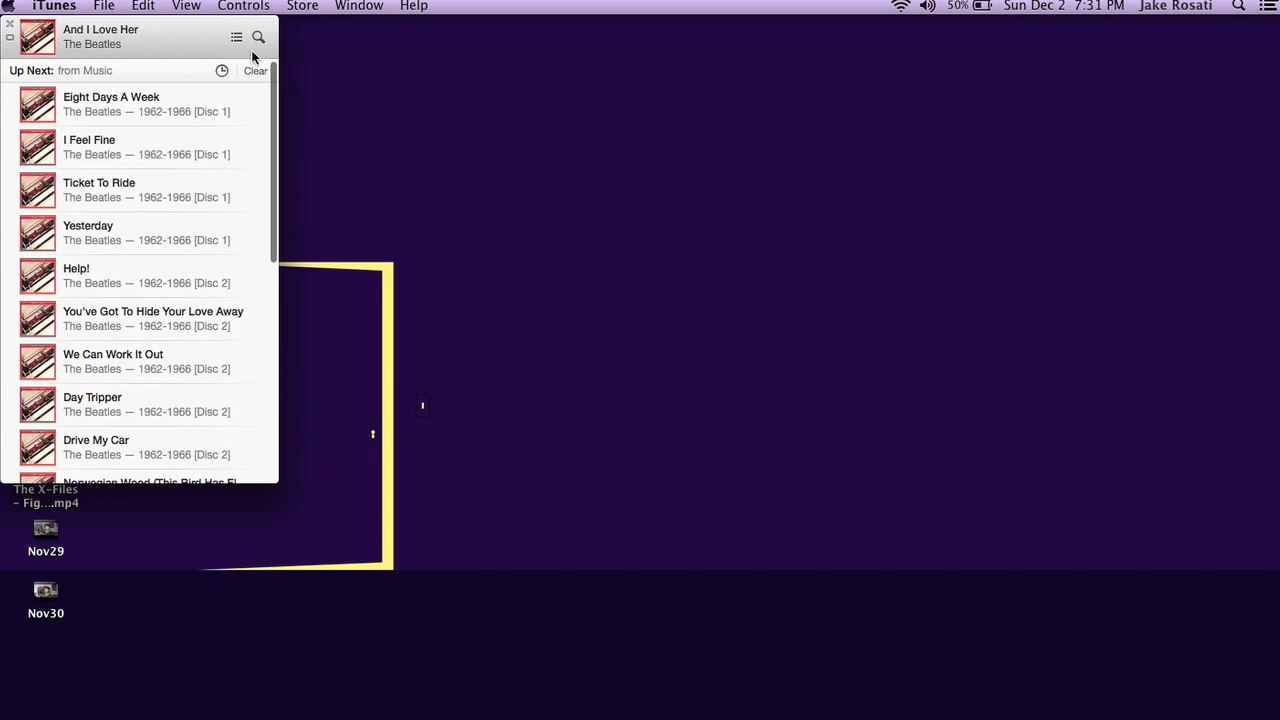 iTunes File Edit View Controls Store Window Help 50% Sun Dec 2 7:31 PM Jake Rosati
And I Love Her
The Beatles
Up Next: from Music Clear
Eight Days A Week
The Beatles — 1962-1966 [Disc 1]
I Feel Fine
The Beatles — 1962-1966 [Disc 1]
Ticket To Ride
The Beatles — 1962-1966 [Disc 1]
Yesterday
The Beatles — 1962-1966 [Disc 1]
Help!
The Beatles — 1962-1966 [Disc 2]
You've Got To Hide Your Love Away
The Beatles — 1962-1966 [Disc 2]
We Can Work It Out
The Beatles — 1962-1966 [Disc 2]
Day Tripper
The Beatles — 1962-1966 [Disc 2]
Drive My Car
The Beatles — 1962-1966 [Disc 2]
Norwegian Wood (This Bird Has Fl
The X-Files
– Fig....mp4
Nov29
Nov30